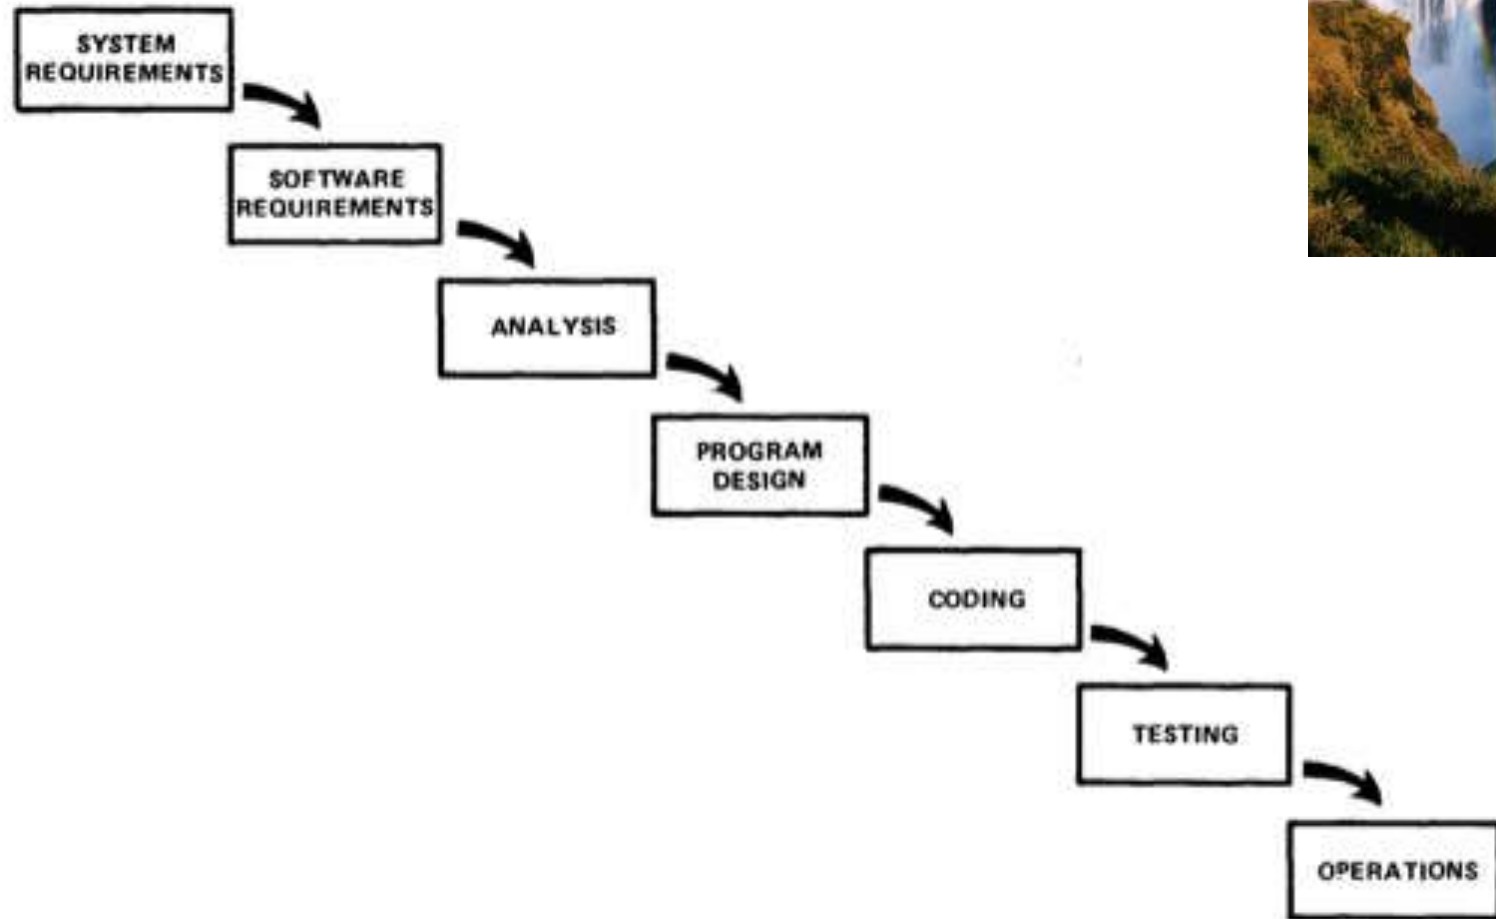 SYSTEM
REQUIREMENTS
SOFTWARE
REQUIREMENTS
ANALYSIS
PROGRAM
DESIGN
CODING
TESTING
OPERATIONS